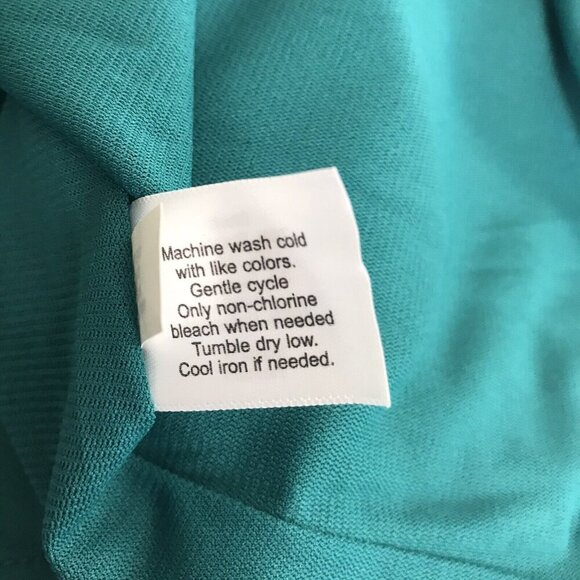 Machine wash cold
with like colors.
Gentle cycle
Only non-chlorine
bleach when needed
Tumble dry low.
Cool iron if needed.